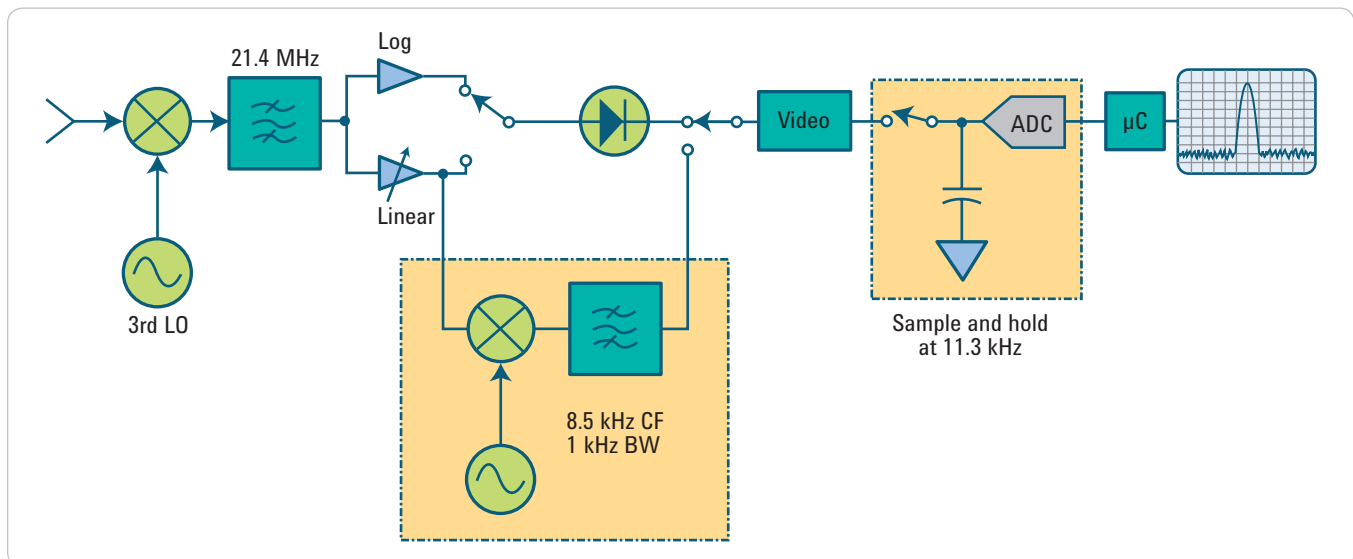 Log
21.4 MHz
Video
ADC
µC
Linear
3rd LO
Sample and hold
at 11.3 kHz
8.5 kHz CF
1 kHz BW